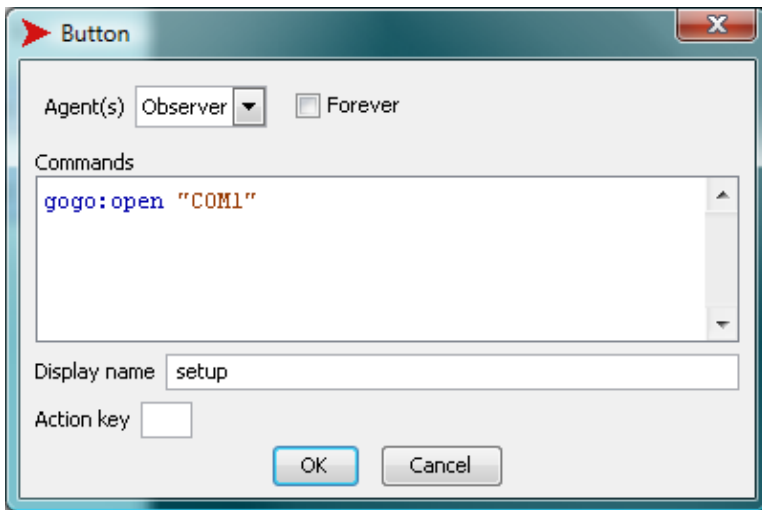 Button
Agent(s) Observer Forever
Commands
gogo:open "COM1"
Display name setup
Action key
OK Cancel